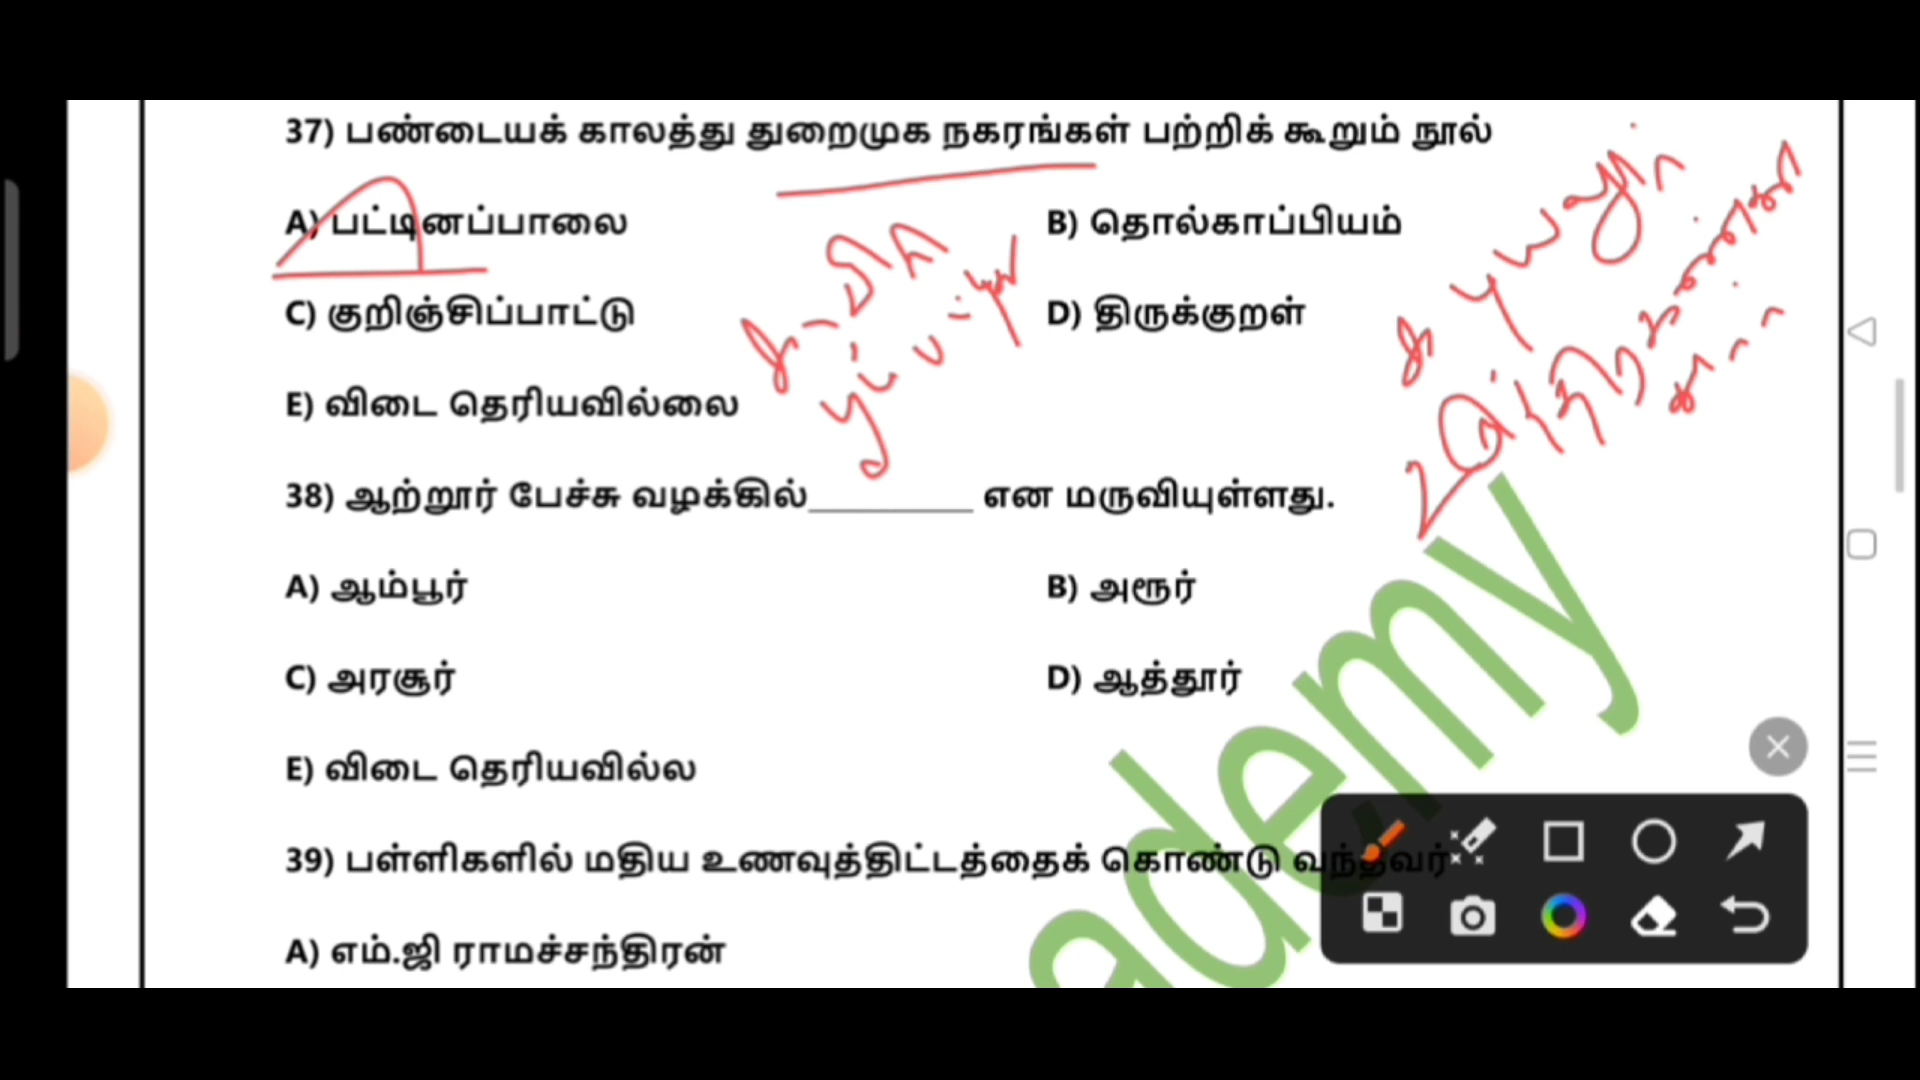 37) பண்டையக் காலத்து துறைமுக நகரங்கள் பற்றிக் கூறும் நூல்
A) பட்டினப்பாலை B) தொல்காப்பியம்
C) குறிஞ்சிப்பாட்டு D) திருக்குறள்
E) விடை தெரியவில்லை
38) ஆற்றூர் பேச்சு வழக்கில்__________ என மருவியுள்ளது.
A) ஆம்பூர் B) அரூர்
C) அரசூர் D) ஆத்தூர்
E) விடை தெரியவில்ல
39) பள்ளிகளில் மதிய உணவுத்திட்டத்தைக் கொண்டு வந்தவர்
A) எம்.ஜி ராமச்சந்திரன்
ademy